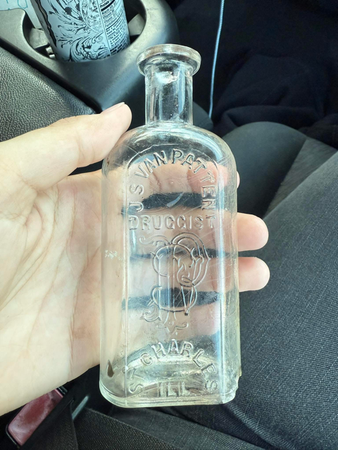 J S VAN PATTEN
DRUGGIST
ST CHARLES
ILL